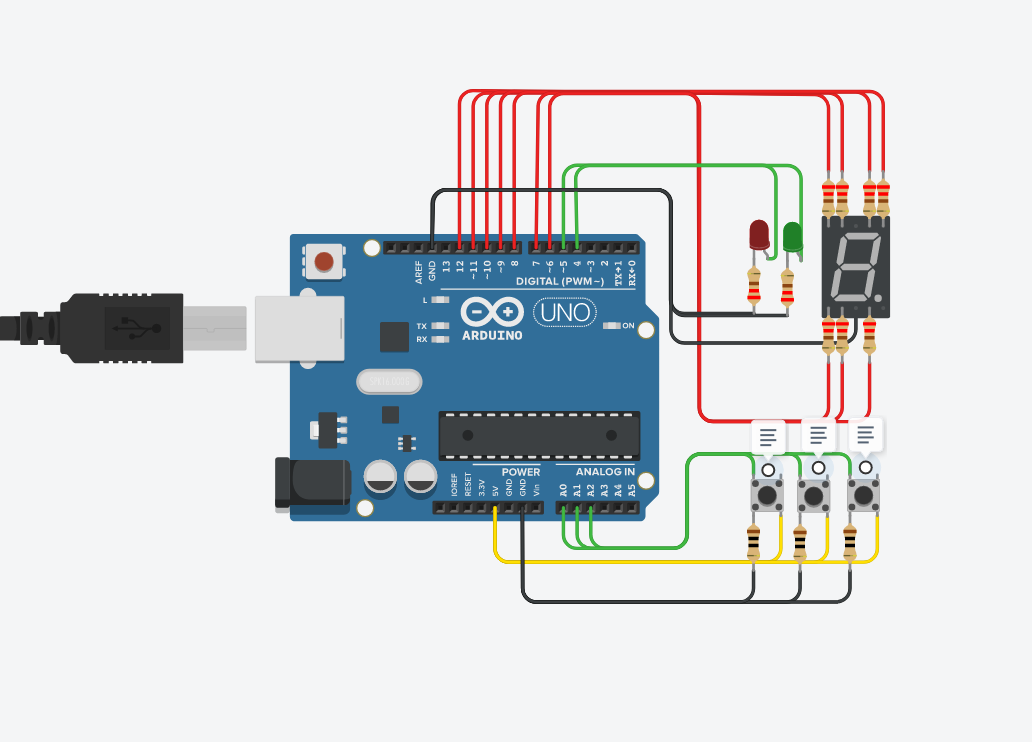 AREF
GND
13
12
~11
~10
~9
8
7
~6
~5
4
~3
2
TX→1
RX←0
DIGITAL (PWM~)
L
TX
RX
UNO
ON
ARDUINO
POWER
ANALOG IN
IOREF
RESET
3.3V
5V
GND
GND
Vin
A0
A1
A2
A3
A4
A5